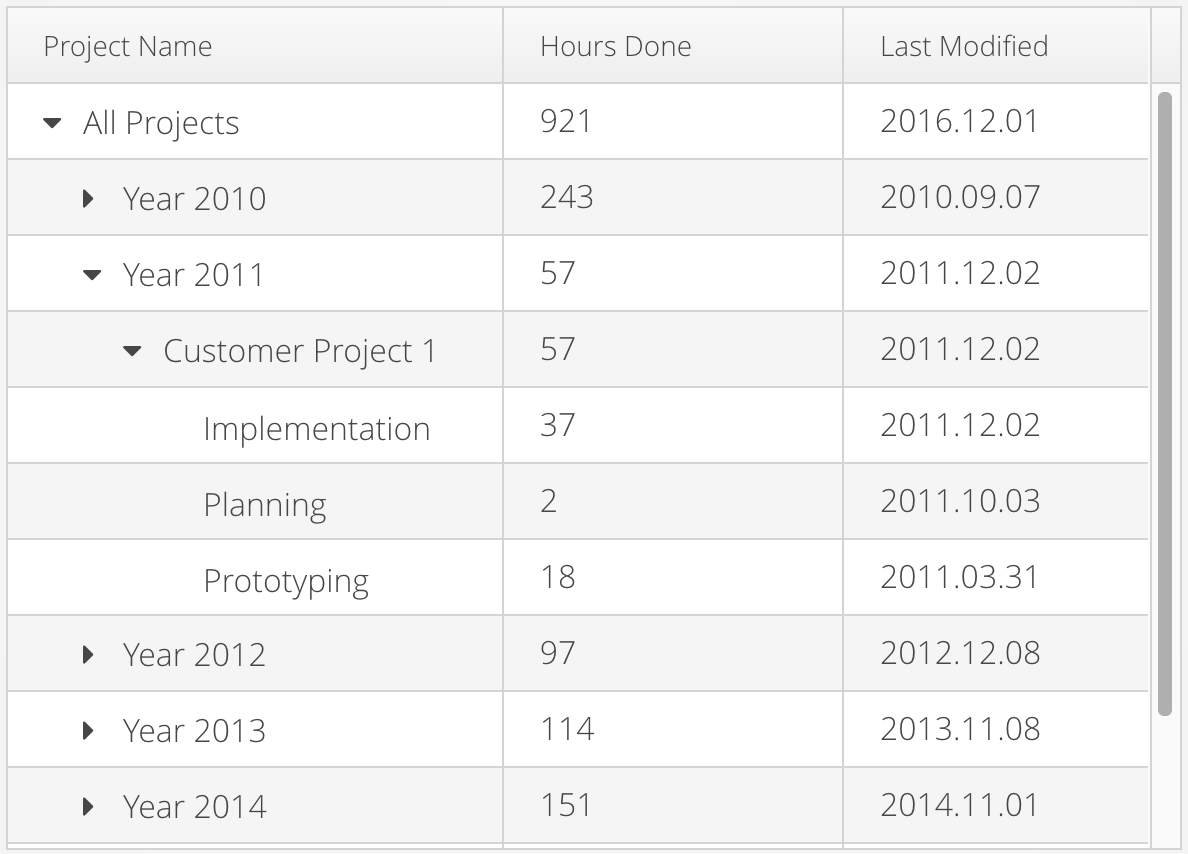 Project Name Hours Done Last Modified
All Projects 921 2016.12.01
Year 2010 243 2010.09.07
Year 2011 57 2011.12.02
Customer Project 1 57 2011.12.02
Implementation 37 2011.12.02
Planning 2 2011.10.03
Prototyping 18 2011.03.31
Year 2012 97 2012.12.08
Year 2013 114 2013.11.08
Year 2014 151 2014.11.01